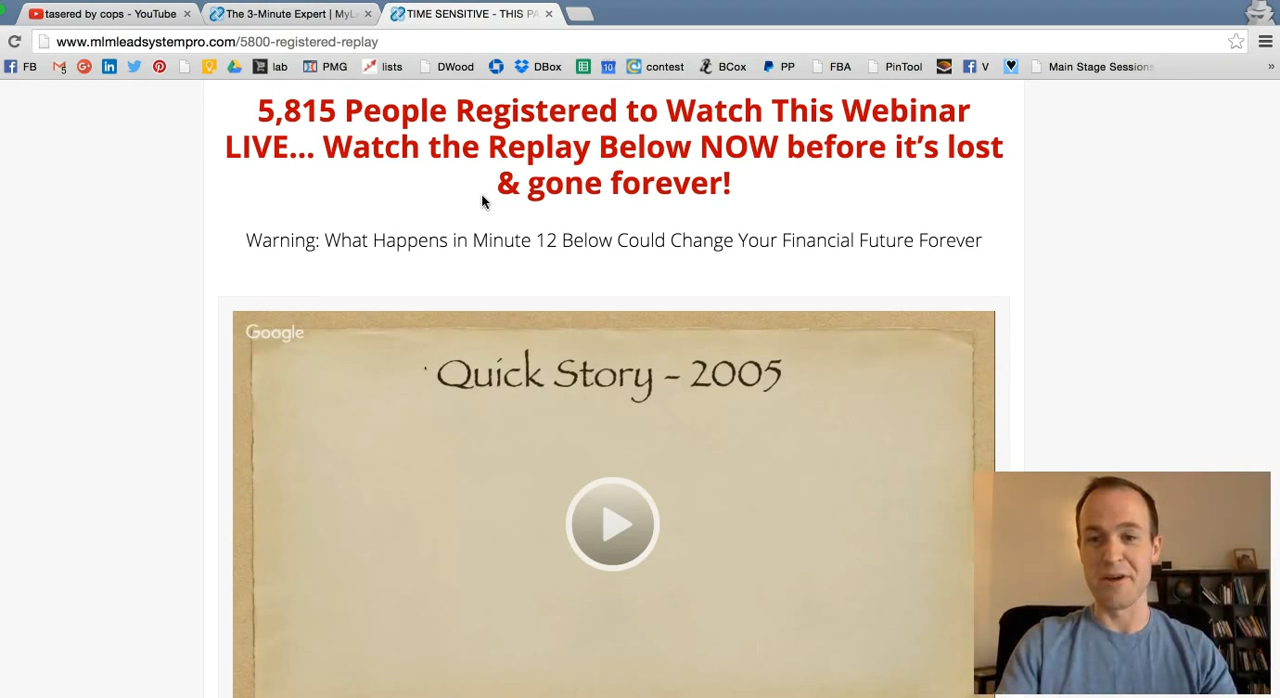 tasered by cops - YouTube
The 3-Minute Expert | MyL
TIME SENSITIVE - THIS PA
www.mlmleadsystempro.com/5800-registered-replay
FB lab PMG lists DWood DBox 10 contest BCox PP FBA PinTool V Main Stage Sessions »
5,815 People Registered to Watch This Webinar
LIVE... Watch the Replay Below NOW before it's lost
& gone forever!
Warning: What Happens in Minute 12 Below Could Change Your Financial Future Forever
Google
Quick Story - 2005